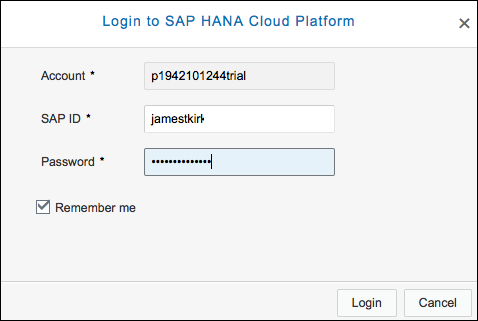 Login to SAP HANA Cloud Platform
Account *
p1942101244trial
SAP ID *
jamestkirk
Password *
••••••••••••••
Remember me
Login
Cancel